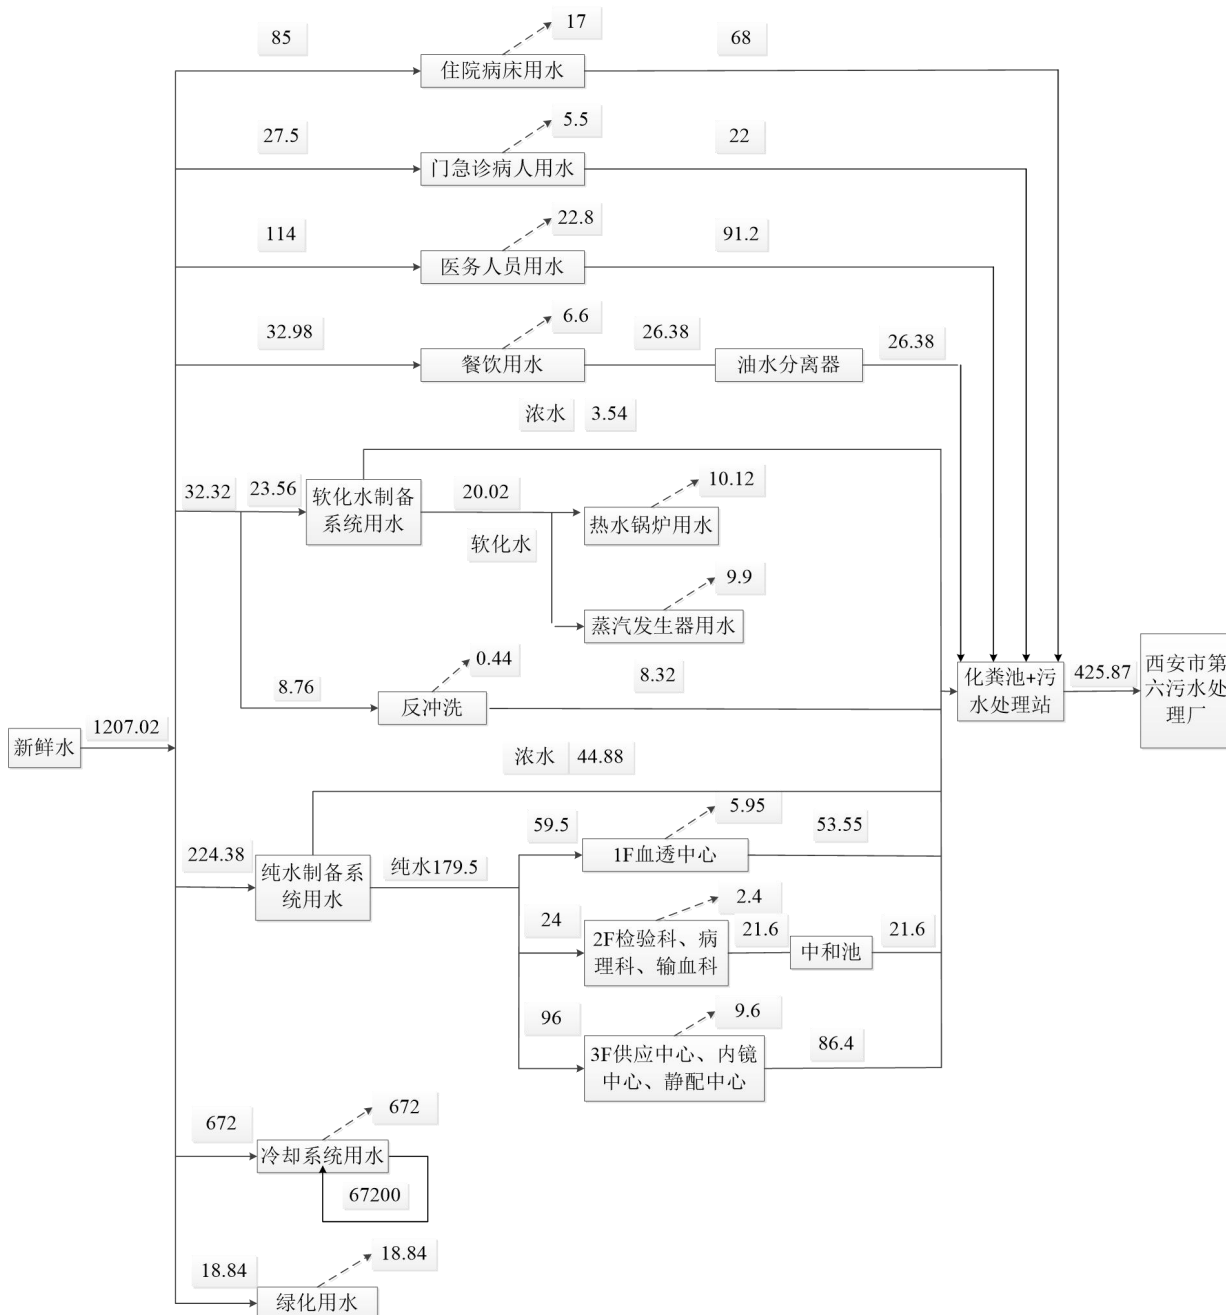 85
17
68
住院病床用水
27.5
5.5
22
门急诊病人用水
114
22.8
91.2
医务人员用水
32.98
6.6
26.38
26.38
餐饮用水
油水分离器
浓水
3.54
32.32
23.56
软化水制备
系统用水
20.02
软化水
10.12
热水锅炉用水
9.9
蒸汽发生器用水
8.76
0.44
8.32
反冲洗
化粪池+污
水处理站
425.87
西安市第
六污水处
理厂
新鲜水
1207.02
浓水
44.88
224.38
纯水制备系
统用水
纯水179.5
59.5
5.95
53.55
1F血透中心
24
2.4
21.6
21.6
2F检验科、病
理科、输血科
中和池
96
9.6
86.4
3F供应中心、内镜
中心、静配中心
672
672
冷却系统用水
67200
18.84
18.84
绿化用水